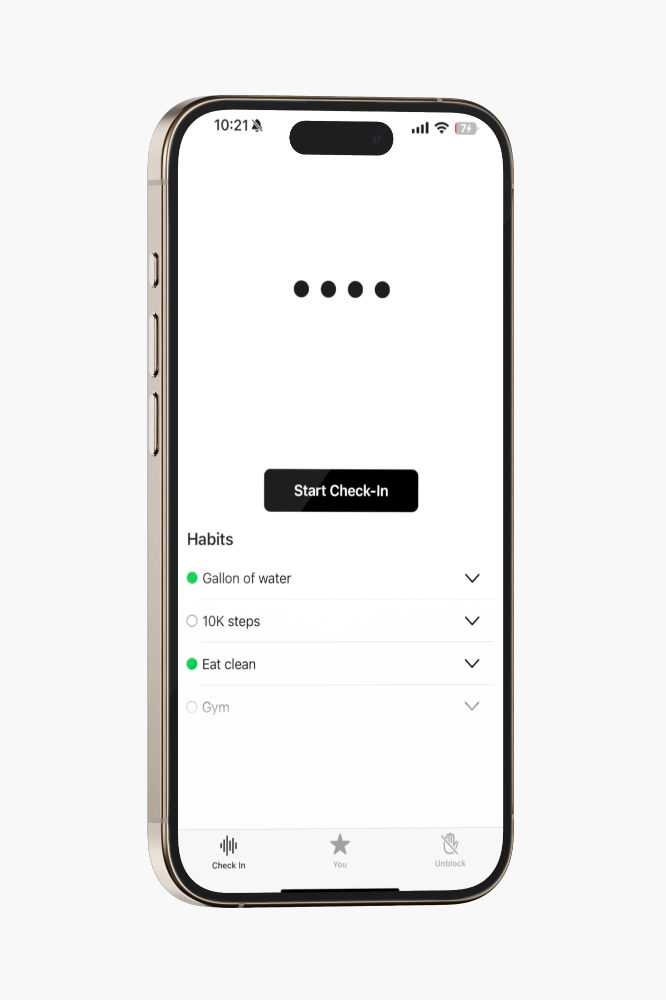 10:21
7
Start Check-In
Habits
Gallon of water
10K steps
Eat clean
Gym
Check In
You
Unblock